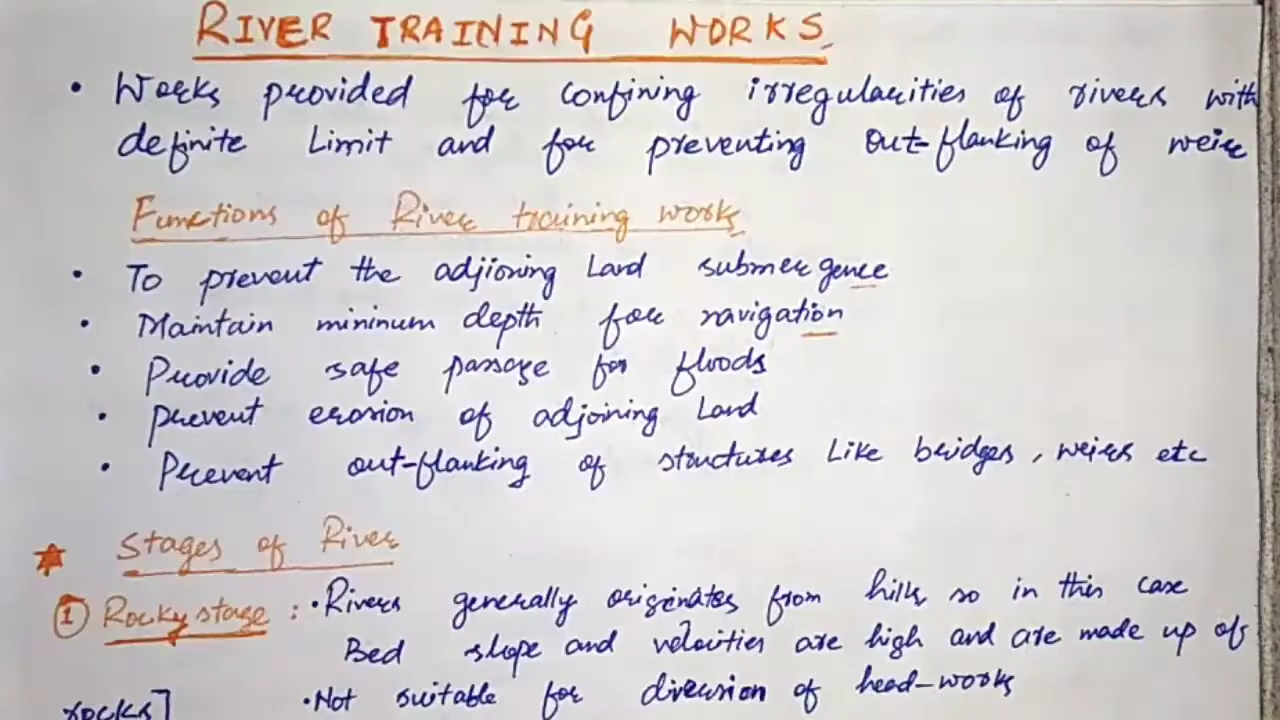 RIVER TRAINING WORKS
• Works provided for confining irregularities of rivers with
definite Limit and for preventing Out-flanking of weirs
Functions of River training works
• To prevent the adjioning Land submergence
• Maintain mininum depth for navigation
• Provide safe passage for floods
• prevent erosion of adjoining Land
• Prevent out-flanking of structures Like bridges, weirs etc
★ Stages of River
① Rocky stage : • Rivers generally originates from hills so in this case
Bed slope and velocities are high and are made up of
rocks]
• Not suitable for diversion of head-works